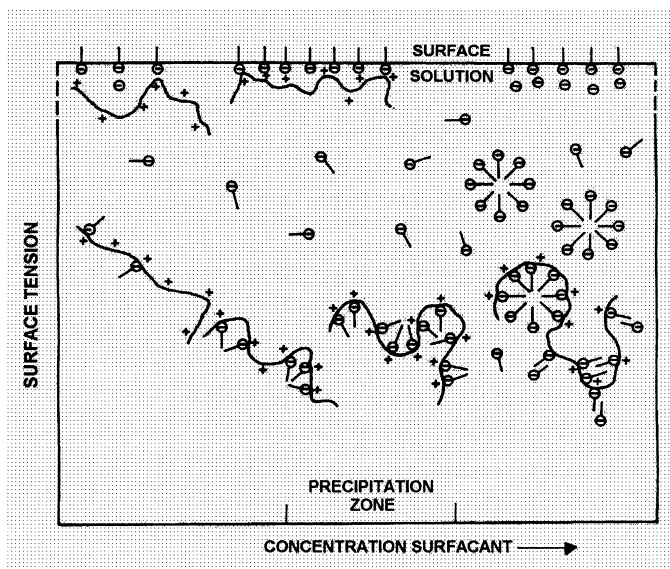 SURFACE
SOLUTION
SURFACE TENSION
PRECIPITATION
ZONE
CONCENTRATION SURFACANT